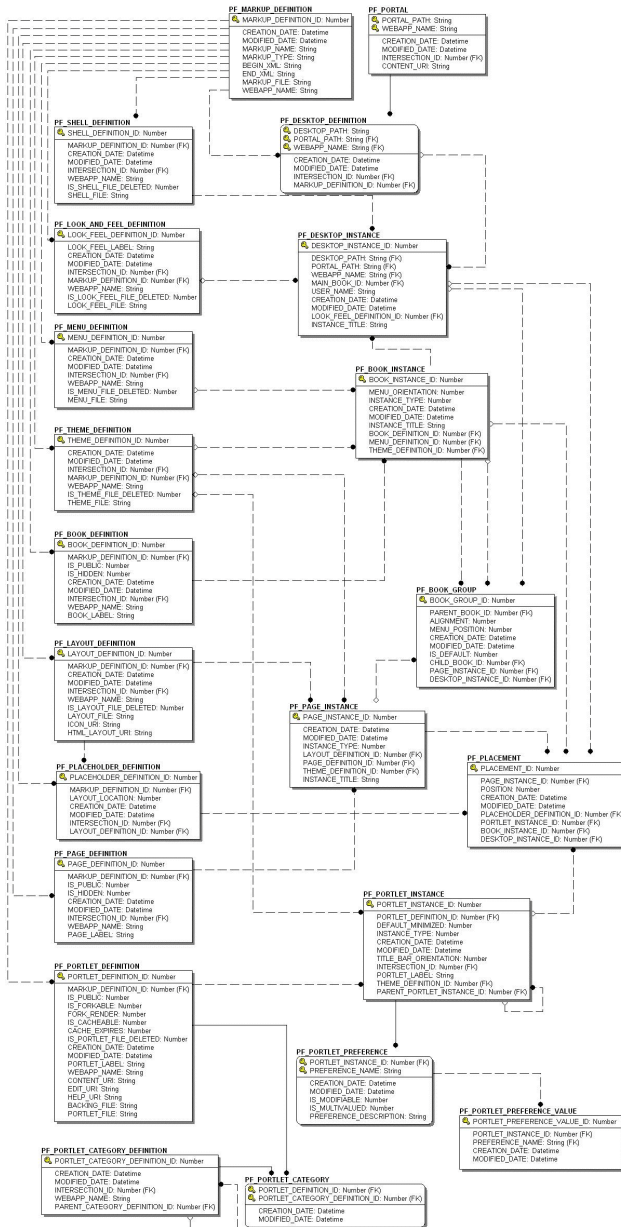 PF_MARKUP_DEFINITION
MARKUP_DEFINITION_ID: Number
CREATION_DATE: Datetime
MODIFIED_DATE: Datetime
MARKUP_NAME: String
MARKUP_TYPE: String
BEGIN_XML: String
END_XML: String
MARKUP_FILE: String
WEBAPP_NAME: String
PF_PORTAL
PORTAL_PATH: String
WEBAPP_NAME: String
CREATION_DATE: Datetime
MODIFIED_DATE: Datetime
INTERSECTION_ID: Number (FK)
CONTENT_URI: String
PF_SHELL_DEFINITION
SHELL_DEFINITION_ID: Number
MARKUP_DEFINITION_ID: Number (FK)
CREATION_DATE: Datetime
MODIFIED_DATE: Datetime
INTERSECTION_ID: Number (FK)
WEBAPP_NAME: String
IS_SHELL_FILE_DELETED: Number
SHELL_FILE: String
PF_DESKTOP_DEFINITION
DESKTOP_PATH: String
PORTAL_PATH: String (FK)
WEBAPP_NAME: String (FK)
CREATION_DATE: Datetime
MODIFIED_DATE: Datetime
INTERSECTION_ID: Number (FK)
MARKUP_DEFINITION_ID: Number (FK)
PF_LOOK_AND_FEEL_DEFINITION
LOOK_FEEL_DEFINITION_ID: Number
LOOK_FEEL_LABEL: String
CREATION_DATE: Datetime
MODIFIED_DATE: Datetime
INTERSECTION_ID: Number (FK)
MARKUP_DEFINITION_ID: Number (FK)
WEBAPP_NAME: String
IS_LOOK_FEEL_FILE_DELETED: Number
LOOK_FEEL_FILE: String
PF_DESKTOP_INSTANCE
DESKTOP_INSTANCE_ID: Number
DESKTOP_PATH: String (FK)
PORTAL_PATH: String (FK)
WEBAPP_NAME: String (FK)
MAIN_BOOK_ID: Number (FK)
USER_NAME: String
CREATION_DATE: Datetime
MODIFIED_DATE: Datetime
LOOK_FEEL_DEFINITION_ID: Number (FK)
INSTANCE_TITLE: String
PF_MENU_DEFINITION
MENU_DEFINITION_ID: Number
MARKUP_DEFINITION_ID: Number (FK)
CREATION_DATE: Datetime
MODIFIED_DATE: Datetime
INTERSECTION_ID: Number (FK)
WEBAPP_NAME: String
IS_MENU_FILE_DELETED: Number
MENU_FILE: String
PF_BOOK_INSTANCE
BOOK_INSTANCE_ID: Number
MENU_ORIENTATION: Number
INSTANCE_TYPE: Number
CREATION_DATE: Datetime
MODIFIED_DATE: Datetime
INSTANCE_TITLE: String
BOOK_DEFINITION_ID: Number (FK)
MENU_DEFINITION_ID: Number (FK)
THEME_DEFINITION_ID: Number (FK)
PF_THEME_DEFINITION
THEME_DEFINITION_ID: Number
CREATION_DATE: Datetime
MODIFIED_DATE: Datetime
INTERSECTION_ID: Number (FK)
MARKUP_DEFINITION_ID: Number (FK)
WEBAPP_NAME: String
IS_THEME_FILE_DELETED: Number
THEME_FILE: String
PF_BOOK_DEFINITION
BOOK_DEFINITION_ID: Number
MARKUP_DEFINITION_ID: Number (FK)
IS_PUBLIC: Number
IS_HIDDEN: Number
CREATION_DATE: Datetime
MODIFIED_DATE: Datetime
INTERSECTION_ID: Number (FK)
WEBAPP_NAME: String
BOOK_LABEL: String
PF_BOOK_GROUP
BOOK_GROUP_ID: Number
PARENT_BOOK_ID: Number (FK)
ALIGNMENT: Number
MENU_POSITION: Number
CREATION_DATE: Datetime
MODIFIED_DATE: Datetime
IS_DEFAULT: Number
CHILD_BOOK_ID: Number (FK)
PAGE_INSTANCE_ID: Number (FK)
DESKTOP_INSTANCE_ID: Number (FK)
PF_LAYOUT_DEFINITION
LAYOUT_DEFINITION_ID: Number
MARKUP_DEFINITION_ID: Number (FK)
CREATION_DATE: Datetime
MODIFIED_DATE: Datetime
INTERSECTION_ID: Number (FK)
WEBAPP_NAME: String
IS_LAYOUT_FILE_DELETED: Number
LAYOUT_FILE: String
ICON_URI: String
HTML_LAYOUT_URI: String
PF_PAGE_INSTANCE
PAGE_INSTANCE_ID: Number
CREATION_DATE: Datetime
MODIFIED_DATE: Datetime
INSTANCE_TYPE: Number
LAYOUT_DEFINITION_ID: Number (FK)
PAGE_DEFINITION_ID: Number (FK)
THEME_DEFINITION_ID: Number (FK)
INSTANCE_TITLE: String
PF_PLACEMENT
PLACEMENT_ID: Number
PAGE_INSTANCE_ID: Number (FK)
POSITION: Number
CREATION_DATE: Datetime
MODIFIED_DATE: Datetime
PLACEHOLDER_DEFINITION_ID: Number (FK)
PORTLET_INSTANCE_ID: Number (FK)
BOOK_INSTANCE_ID: Number (FK)
DESKTOP_INSTANCE_ID: Number (FK)
PF_PLACEHOLDER_DEFINITION
PLACEHOLDER_DEFINITION_ID: Number
MARKUP_DEFINITION_ID: Number (FK)
LAYOUT_LOCATION: Number
CREATION_DATE: Datetime
MODIFIED_DATE: Datetime
INTERSECTION_ID: Number (FK)
LAYOUT_DEFINITION_ID: Number (FK)
PF_PAGE_DEFINITION
PAGE_DEFINITION_ID: Number
MARKUP_DEFINITION_ID: Number (FK)
IS_PUBLIC: Number
IS_HIDDEN: Number
CREATION_DATE: Datetime
MODIFIED_DATE: Datetime
INTERSECTION_ID: Number (FK)
WEBAPP_NAME: String
PAGE_LABEL: String
PF_PORTLET_INSTANCE
PORTLET_INSTANCE_ID: Number
PORTLET_DEFINITION_ID: Number (FK)
DEFAULT_MINIMIZED: Number
INSTANCE_TYPE: Number
CREATION_DATE: Datetime
MODIFIED_DATE: Datetime
TITLE_BAR_ORIENTATION: Number
INTERSECTION_ID: Number (FK)
PORTLET_LABEL: String
THEME_DEFINITION_ID: Number (FK)
PARENT_PORTLET_INSTANCE_ID: Number (FK)
PF_PORTLET_DEFINITION
PORTLET_DEFINITION_ID: Number
MARKUP_DEFINITION_ID: Number (FK)
IS_PUBLIC: Number
IS_FORKABLE: Number
FORK_RENDER: Number
IS_CACHEABLE: Number
CACHE_EXPIRES: Number
IS_PORTLET_FILE_DELETED: Number
CREATION_DATE: Datetime
MODIFIED_DATE: Datetime
PORTLET_LABEL: String
WEBAPP_NAME: String
CONTENT_URI: String
EDIT_URI: String
HELP_URI: String
BACKING_FILE: String
PORTLET_FILE: String
PF_PORTLET_PREFERENCE
PORTLET_INSTANCE_ID: Number (FK)
PREFERENCE_NAME: String
CREATION_DATE: Datetime
MODIFIED_DATE: Datetime
IS_MODIFIABLE: Number
IS_MULTIVALUED: Number
PREFERENCE_DESCRIPTION: String
PF_PORTLET_PREFERENCE_VALUE
PORTLET_PREFERENCE_VALUE_ID: Number
PORTLET_INSTANCE_ID: Number (FK)
PREFERENCE_NAME: String (FK)
CREATION_DATE: Datetime
MODIFIED_DATE: Datetime
PF_PORTLET_CATEGORY_DEFINITION
PORTLET_CATEGORY_DEFINITION_ID: Number
CREATION_DATE: Datetime
MODIFIED_DATE: Datetime
INTERSECTION_ID: Number (FK)
WEBAPP_NAME: String
PARENT_CATEGORY_DEFINITION_ID: Number (FK)
PF_PORTLET_CATEGORY
PORTLET_DEFINITION_ID: Number (FK)
PORTLET_CATEGORY_DEFINITION_ID: Number (FK)
CREATION_DATE: Datetime
MODIFIED_DATE: Datetime